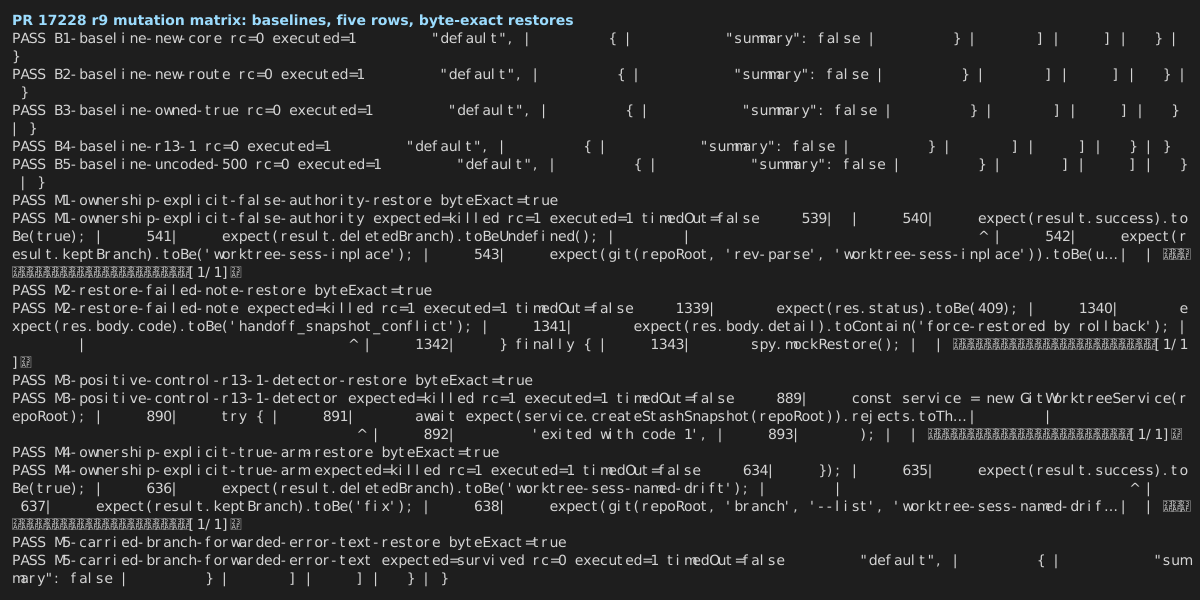 PR 17228 r9 mutation matrix: baselines, five rows, byte-exact restores
PASS B1-baseline-new-core rc=0 executed=1 "default", | { | "summary": false | } | ] | ] | } |
}
PASS B2-baseline-new-route rc=0 executed=1 "default", | { | "summary": false | } | ] | ] | } |
}
PASS B3-baseline-owned-true rc=0 executed=1 "default", | { | "summary": false | } | ] | ] | }
| }
PASS B4-baseline-r13-1 rc=0 executed=1 "default", | { | "summary": false | } | ] | ] | } | }
PASS B5-baseline-uncoded-500 rc=0 executed=1 "default", | { | "summary": false | } | ] | ] | }
| }
PASS M1-ownership-explicit-false-authority-restore byteExact=true
PASS M1-ownership-explicit-false-authority expected=killed rc=1 executed=1 timedOut=false 539| | 540| expect(result.success).to
Be(true); | 541| expect(result.deletedBranch).toBeUndefined(); | | ^ | 542| expect(r
esult.keptBranch).toBe('worktree-sess-inplace'); | 543| expect(git(repoRoot, 'rev-parse', 'worktree-sess-inplace')).toBe(u…| |
[1/1]
PASS M2-restore-failed-note-restore byteExact=true
PASS M2-restore-failed-note expected=killed rc=1 executed=1 timedOut=false 1339| expect(res.status).toBe(409); | 1340| e
xpect(res.body.code).toBe('handoff_snapshot_conflict'); | 1341| expect(res.body.detail).toContain('force-restored by rollback'); |
| ^ | 1342| } finally { | 1343| spy.mockRestore(); | | [1/1
]
PASS M3-positive-control-r13-1-detector-restore byteExact=true
PASS M3-positive-control-r13-1-detector expected=killed rc=1 executed=1 timedOut=false 889| const service = new GitWorktreeService(r
epoRoot); | 890| try { | 891| await expect(service.createStashSnapshot(repoRoot)).rejects.toTh…| |
^ | 892| 'exited with code 1', | 893| ); | | [1/1]
PASS M4-ownership-explicit-true-arm-restore byteExact=true
PASS M4-ownership-explicit-true-arm expected=killed rc=1 executed=1 timedOut=false 634| }); | 635| expect(result.success).to
Be(true); | 636| expect(result.deletedBranch).toBe('worktree-sess-named-drift'); | | ^ |
637| expect(result.keptBranch).toBe('fix'); | 638| expect(git(repoRoot, 'branch', '--list', 'worktree-sess-named-drif…| |
[1/1]
PASS M5-carried-branch-forwarded-error-text-restore byteExact=true
PASS M5-carried-branch-forwarded-error-text expected=survived rc=0 executed=1 timedOut=false "default", | { | "sum
mary": false | } | ] | ] | } | }